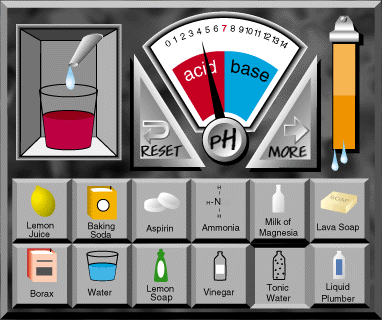 0 1 2 3 4 5 6 7 8 9 10 11 12 13 14
acid base
pH
RESET
MORE
Lemon
Juice
Baking
Soda
Aspirin
H
H N
H
Ammonia
Milk of
Magnesia
SOAP
Lava Soap
Borax
Water
Lemon
Soap
Vinegar
Tonic
Water
Liquid
Plumber